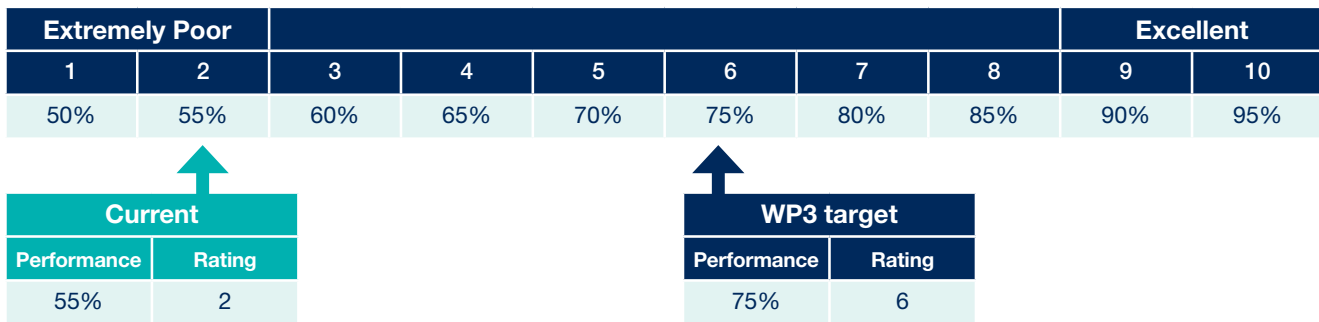 Extremely Poor Excellent
1 2 3 4 5 6 7 8 9 10
50% 55% 60% 65% 70% 75% 80% 85% 90% 95%
Current WP3 target
Performance Rating Performance Rating
55% 2 75% 6